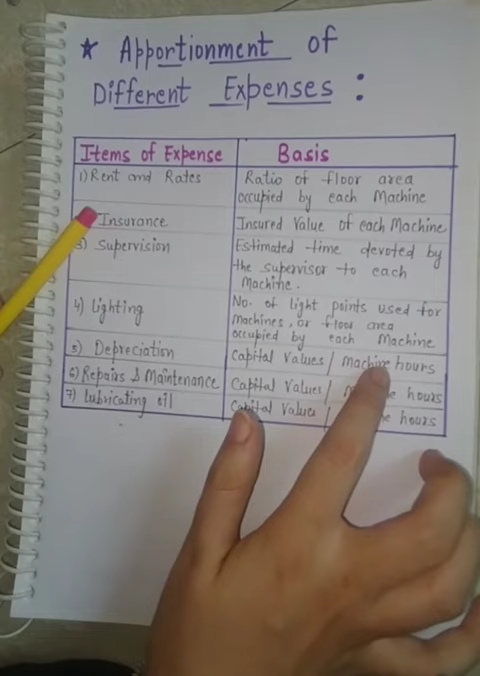 ★ Apportionment of
Different Expenses :
Items of Expense Basis
1) Rent and Rates Ratio of floor area
occupied by each Machine
Insurance Insured Value of each Machine
3) Supervision Estimated time devoted by
the supervisor to each
Machine.
4) Lighting No. of light points used for
Machines, or floor area
occupied by each Machine
5) Depreciation Capital Values / Machine hours
6) Repairs & Maintenance Capital Values / hours
7) Lubricating oil Capital Values / hours